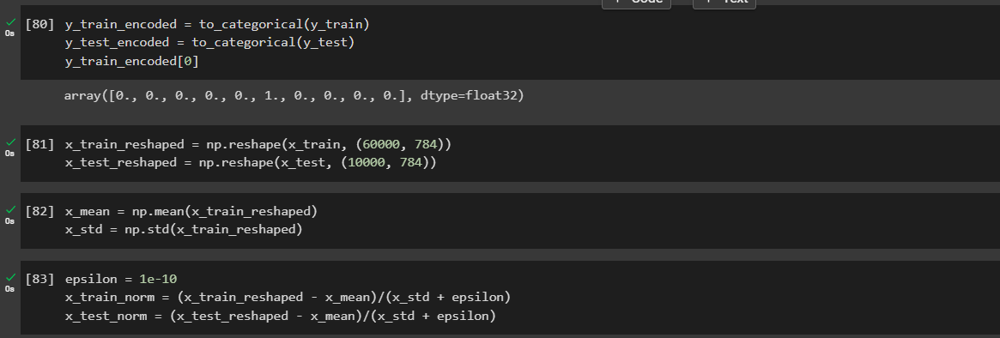 + Code + Text
[80] y_train_encoded = to_categorical(y_train)
0s y_test_encoded = to_categorical(y_test)
y_train_encoded[0]
array([0., 0., 0., 0., 0., 1., 0., 0., 0., 0.], dtype=float32)
[81] x_train_reshaped = np.reshape(x_train, (60000, 784))
0s x_test_reshaped = np.reshape(x_test, (10000, 784))
[82] x_mean = np.mean(x_train_reshaped)
0s x_std = np.std(x_train_reshaped)
[83] epsilon = 1e-10
0s x_train_norm = (x_train_reshaped - x_mean)/(x_std + epsilon)
x_test_norm = (x_test_reshaped - x_mean)/(x_std + epsilon)